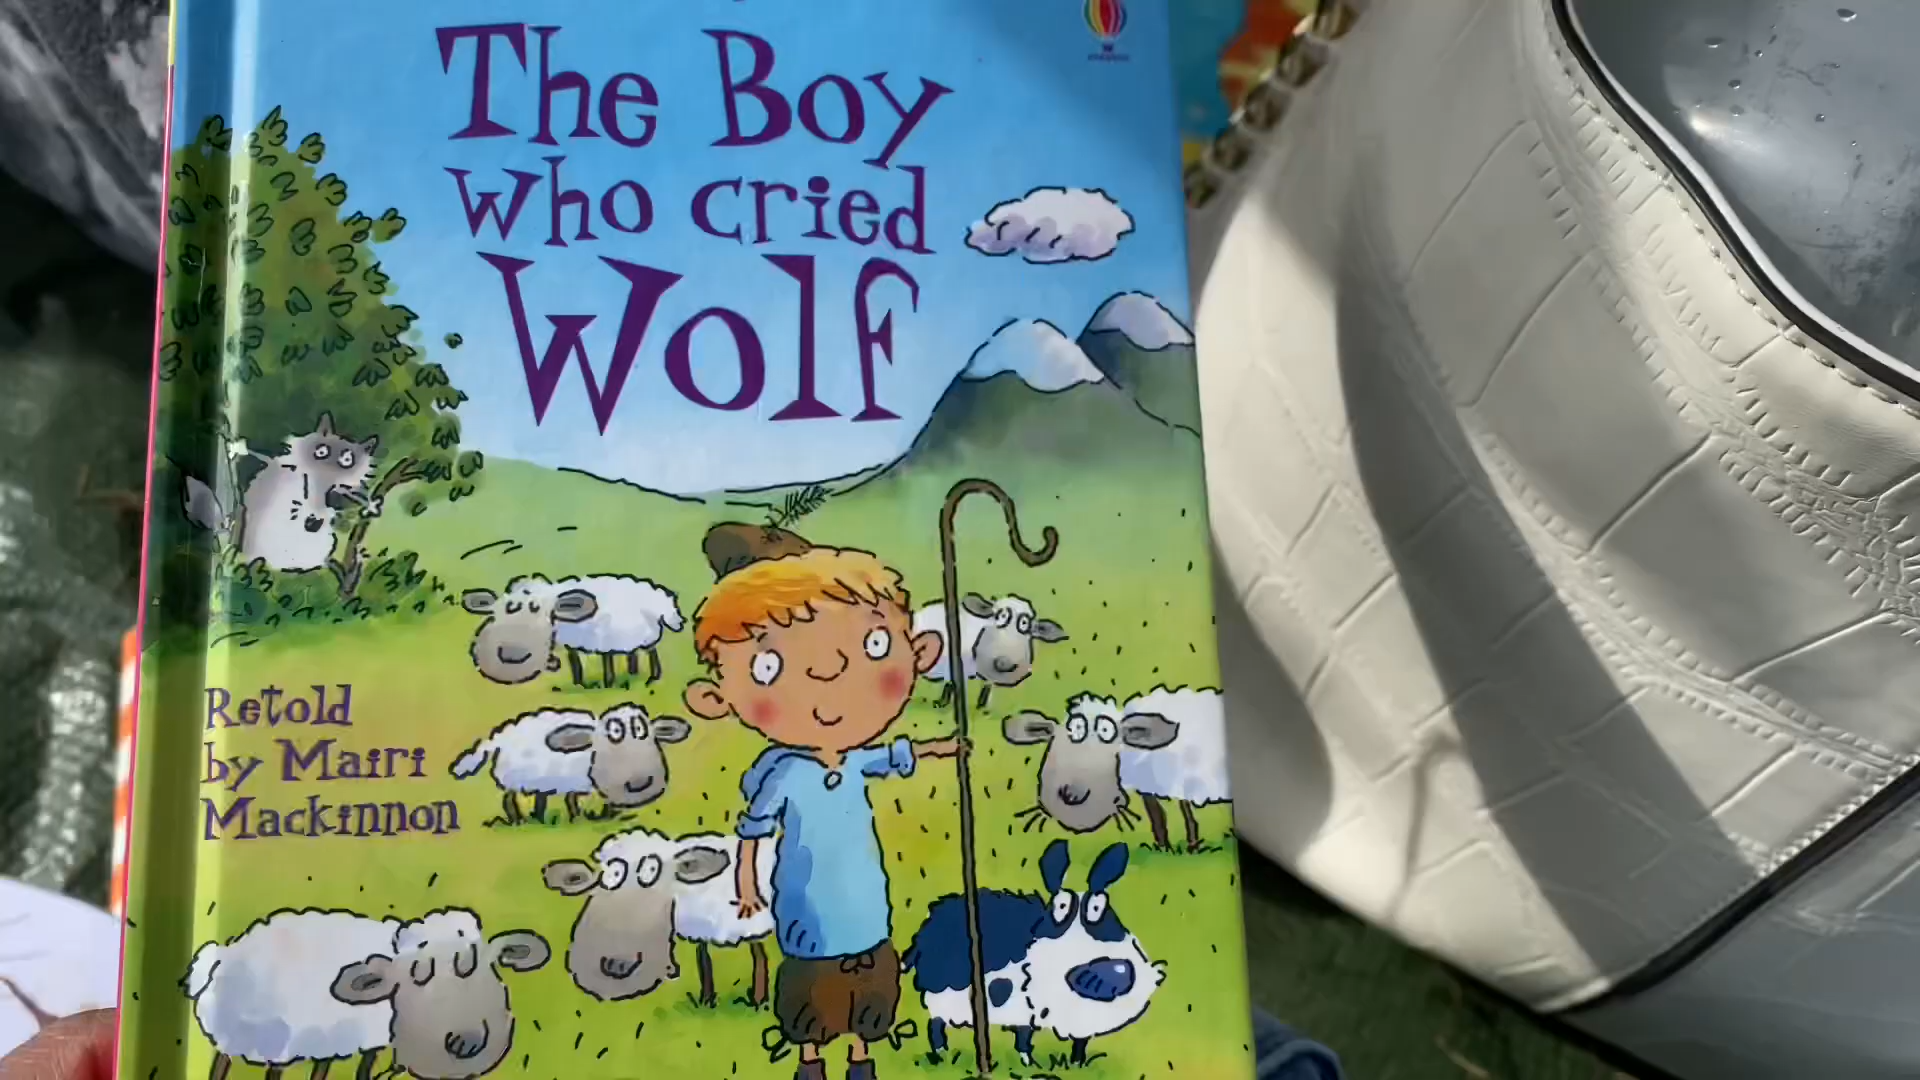 The Boy
who cried
Wolf
Retold
by Mairi
Mackinnon